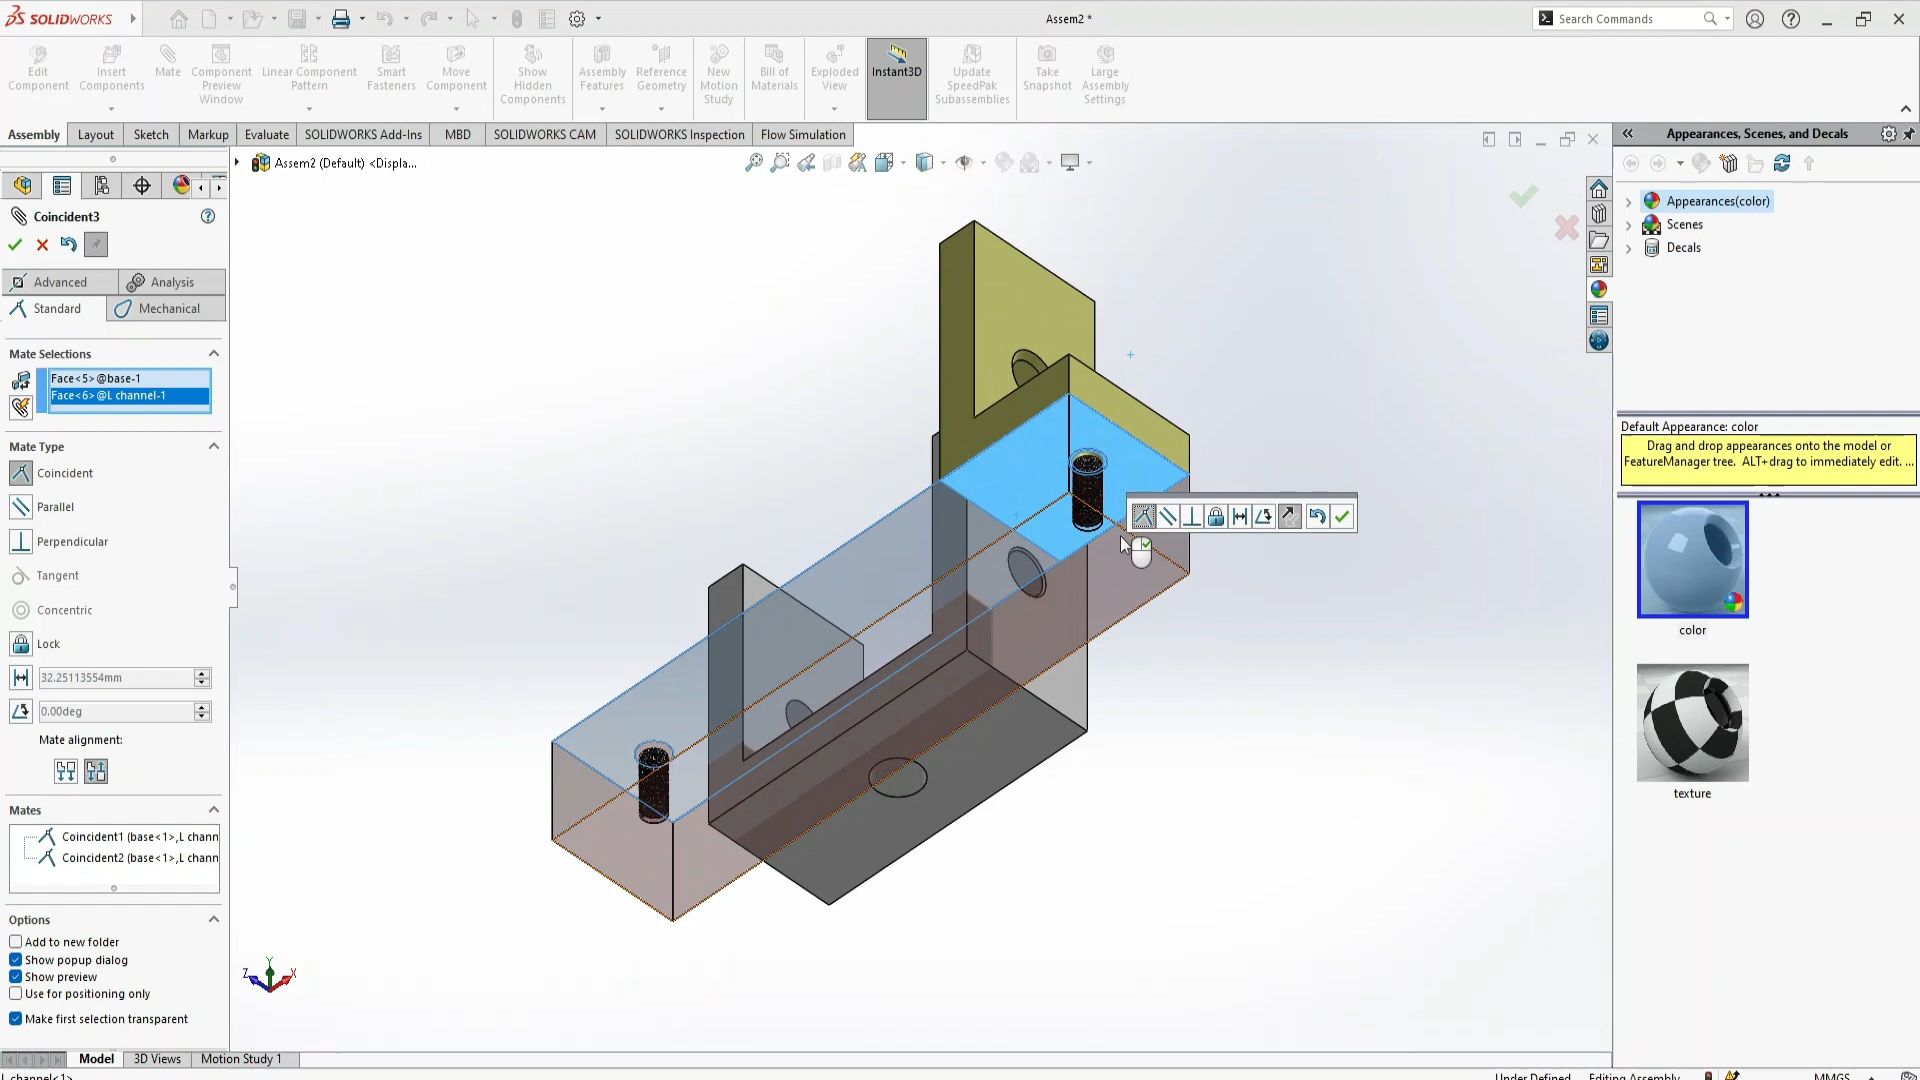 SOLIDWORKS
Assem2 *
Search Commands
Edit Component
Insert Components
Mate
Component Preview Window
Linear Component Pattern
Smart Fasteners
Move Component
Show Hidden Components
Assembly Features
Reference Geometry
New Motion Study
Bill of Materials
Exploded View
Instant3D
Update SpeedPak Subassemblies
Take Snapshot
Large Assembly Settings
Assembly
Layout
Sketch
Markup
Evaluate
SOLIDWORKS Add-Ins
MBD
SOLIDWORKS CAM
SOLIDWORKS Inspection
Flow Simulation
Appearances, Scenes, and Decals
Assem2 (Default) <Displa...
Coincident3
Advanced
Analysis
Standard
Mechanical
Mate Selections
Face<5>@base-1
Face<6>@L channel-1
Mate Type
Coincident
Parallel
Perpendicular
Tangent
Concentric
Lock
32.25113554mm
0.00deg
Mate alignment:
Mates
Coincident1 (base<1>,L chann
Coincident2 (base<1>,L chann
Options
Add to new folder
Show popup dialog
Show preview
Use for positioning only
Make first selection transparent
Z
Y
X
Appearances(color)
Scenes
Decals
Default Appearance: color
Drag and drop appearances onto the model or
FeatureManager tree. ALT+drag to immediately edit. ...
color
texture
Model
3D Views
Motion Study 1
L channel<1>
Under Defined
Editing Assembly
MMGS